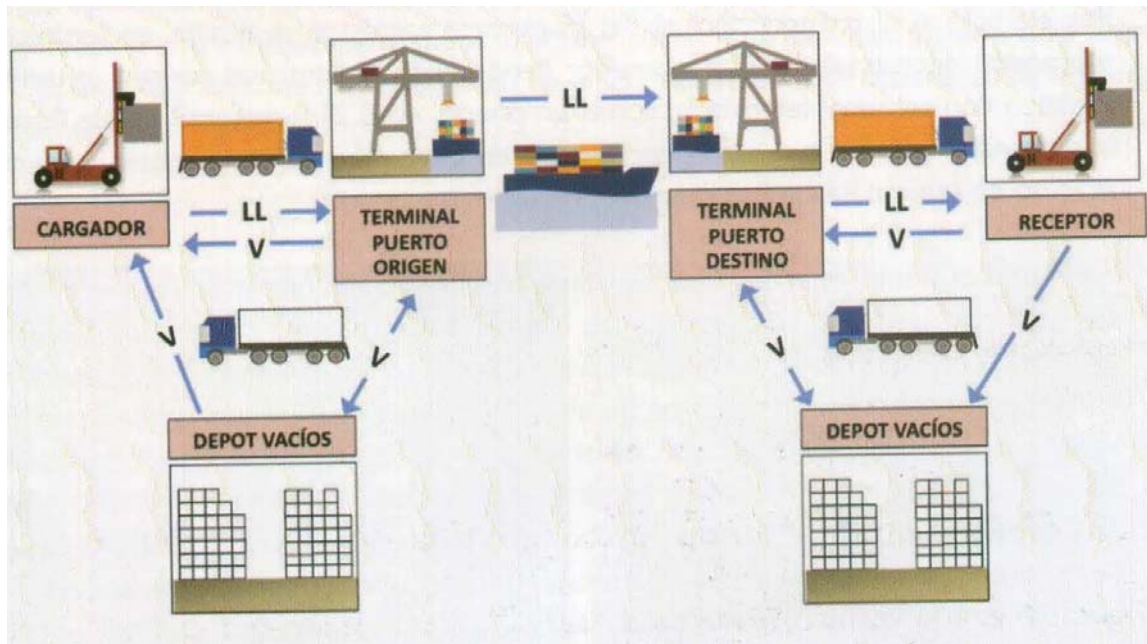 LL
CARGADOR
LL
V
TERMINAL
PUERTO
ORIGEN
TERMINAL
PUERTO
DESTINO
LL
V
RECEPTOR
V
V
V
V
DEPOT VACÍOS
DEPOT VACÍOS